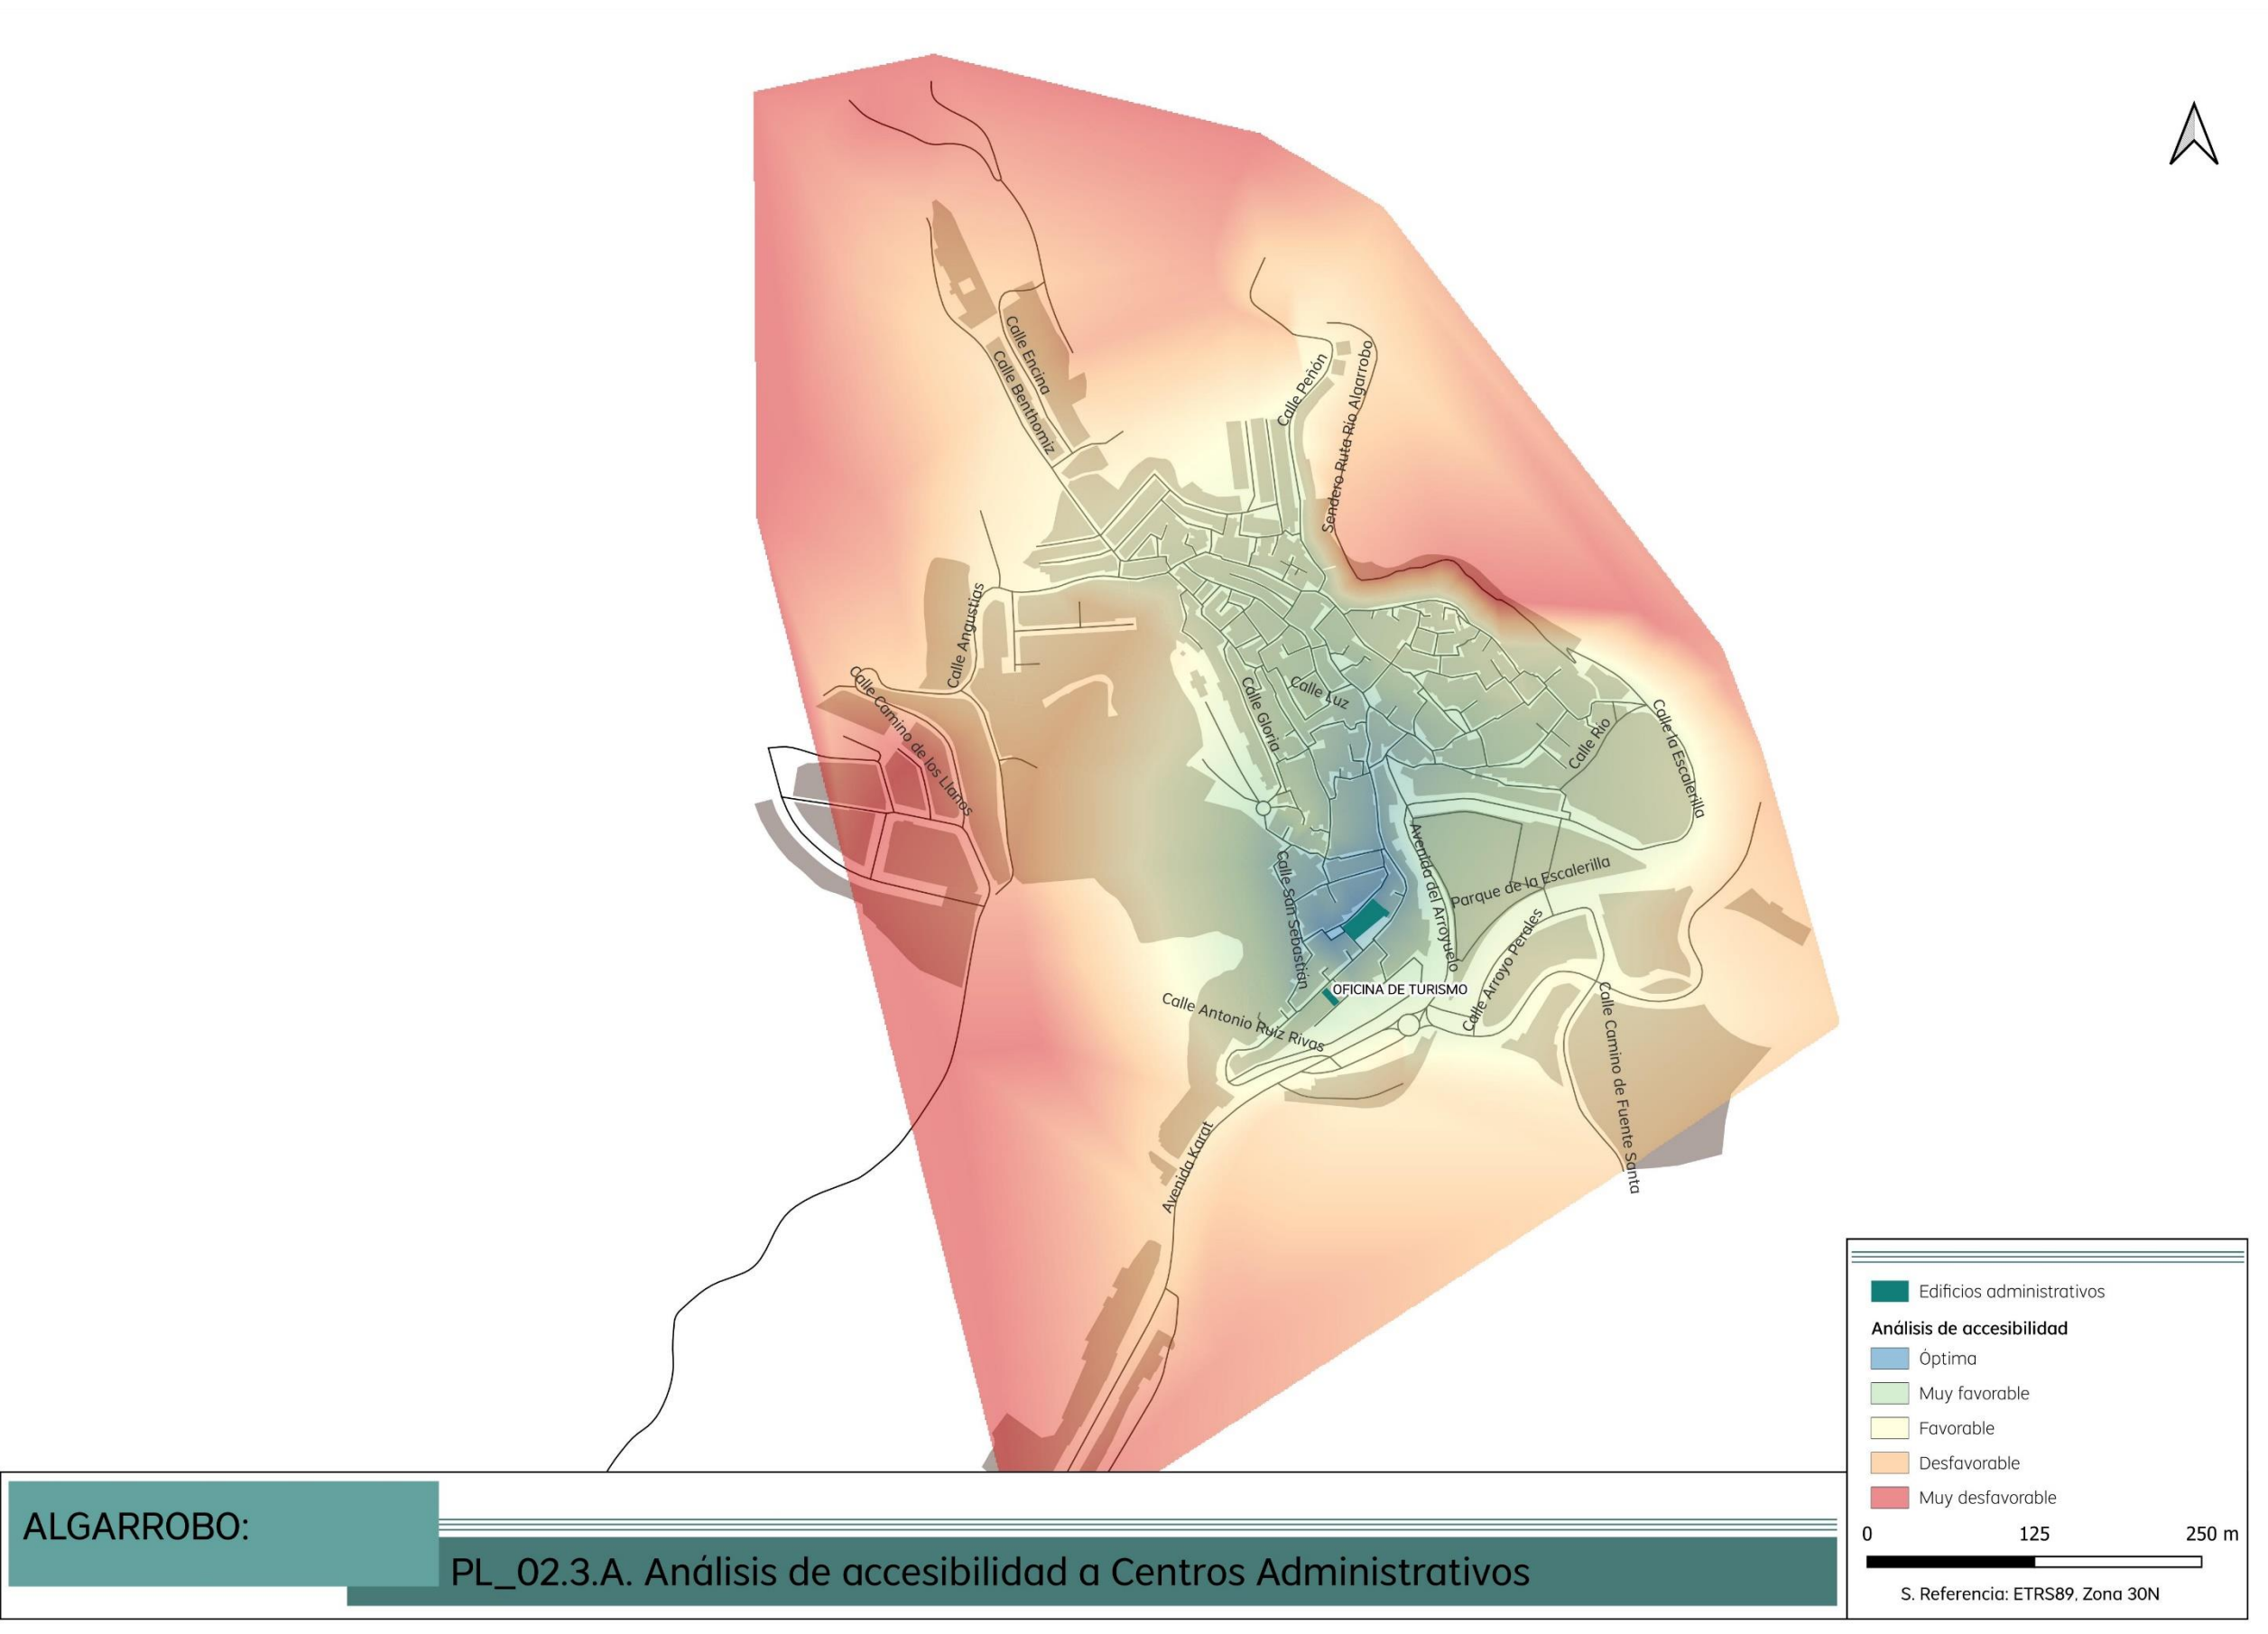 Calle Encina
Calle Benthomiz
Calle Peñón
Sendero Ruta Río Algarrobo
Calle Angustias
Calle Camino de los Llanos
Calle Gloria
Calle Luz
Calle Río
Calle la Escalerilla
Avenida del Arroyuelo
Parque de la Escalerilla
Calle San Sebastián
Calle Arroyo Perales
OFICINA DE TURISMO
Calle Antonio Ruiz Rivas
Calle Camino de Fuente Santa
Avenida Karat
Edificios administrativos
Análisis de accesibilidad
Óptima
Muy favorable
Favorable
Desfavorable
Muy desfavorable
0 125 250 m
S. Referencia: ETRS89, Zona 30N
ALGARROBO:
PL_02.3.A. Análisis de accesibilidad a Centros Administrativos